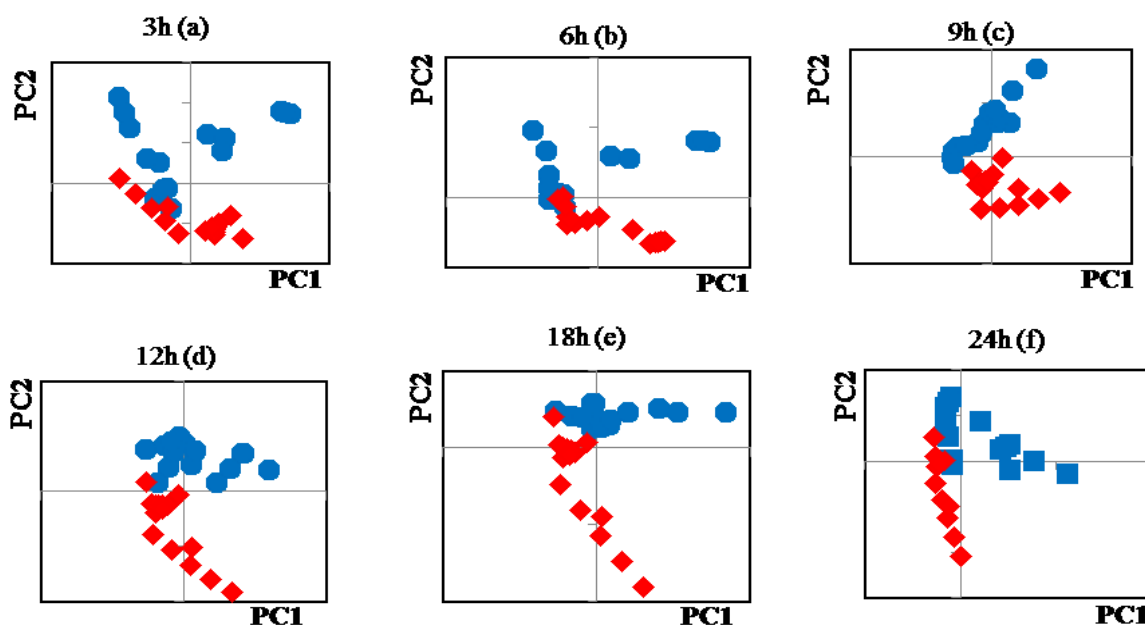 3h (a)
PC2
PC1
6h (b)
PC2
PC1
9h (c)
PC2
PC1
12h (d)
PC2
PC1
18h (e)
PC2
PC1
24h (f)
PC2
PC1